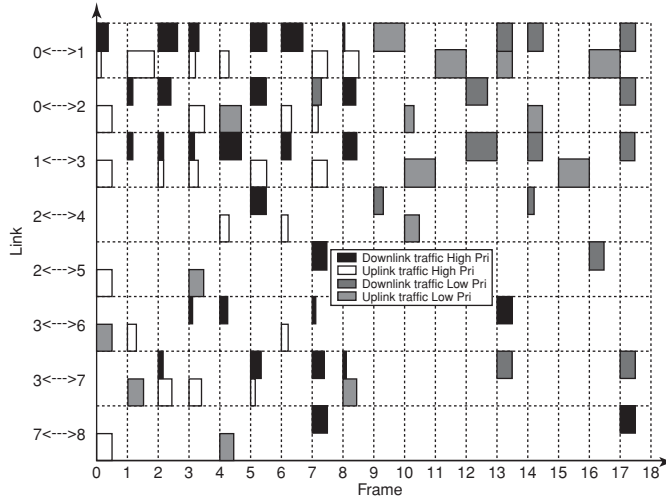 0<--->1
0<--->2
1<--->3
2<--->4
2<--->5
3<--->6
3<--->7
7<--->8
Link
Downlink traffic High Pri
Uplink traffic High Pri
Downlink traffic Low Pri
Uplink traffic Low Pri
0 1 2 3 4 5 6 7 8 9 10 11 12 13 14 15 16 17 18
Frame